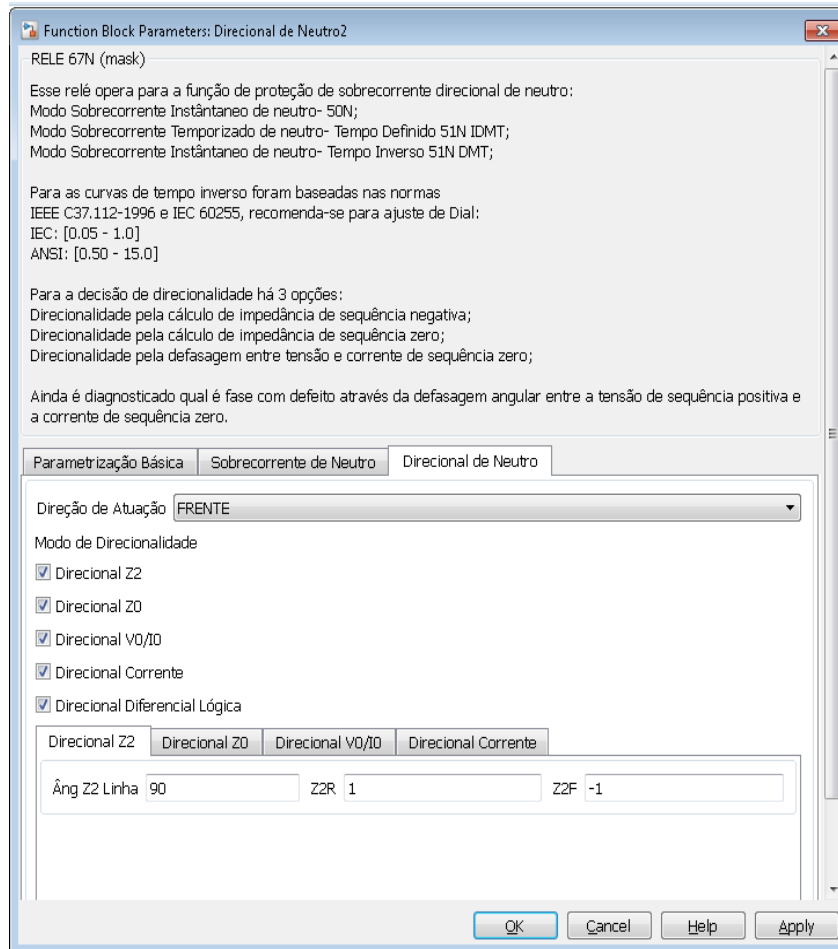 Function Block Parameters: Direcional de Neutro2
RELE 67N (mask)
Esse relé opera para a função de proteção de sobrecorrente direcional de neutro:
Modo Sobrecorrente Instântaneo de neutro- 50N;
Modo Sobrecorrente Temporizado de neutro- Tempo Definido 51N IDMT;
Modo Sobrecorrente Instântaneo de neutro- Tempo Inverso 51N DMT;
Para as curvas de tempo inverso foram baseadas nas normas
IEEE C37.112-1996 e IEC 60255, recomenda-se para ajuste de Dial:
IEC: [0.05 - 1.0]
ANSI: [0.50 - 15.0]
Para a decisão de direcionalidade há 3 opções:
Direcionalidade pela cálculo de impedância de sequência negativa;
Direcionalidade pela cálculo de impedância de sequência zero;
Direcionalidade pela defasagem entre tensão e corrente de sequência zero;
Ainda é diagnosticado qual é fase com defeito através da defasagem angular entre a tensão de sequência positiva e
a corrente de sequência zero.
Parametrização Básica Sobrecorrente de Neutro Direcional de Neutro
Direção de Atuação FRENTE
Modo de Direcionalidade
Direcional Z2
Direcional Z0
Direcional V0/I0
Direcional Corrente
Direcional Diferencial Lógica
Direcional Z2 Direcional Z0 Direcional V0/I0 Direcional Corrente
Âng Z2 Linha 90 Z2R 1 Z2F -1
OK Cancel Help Apply